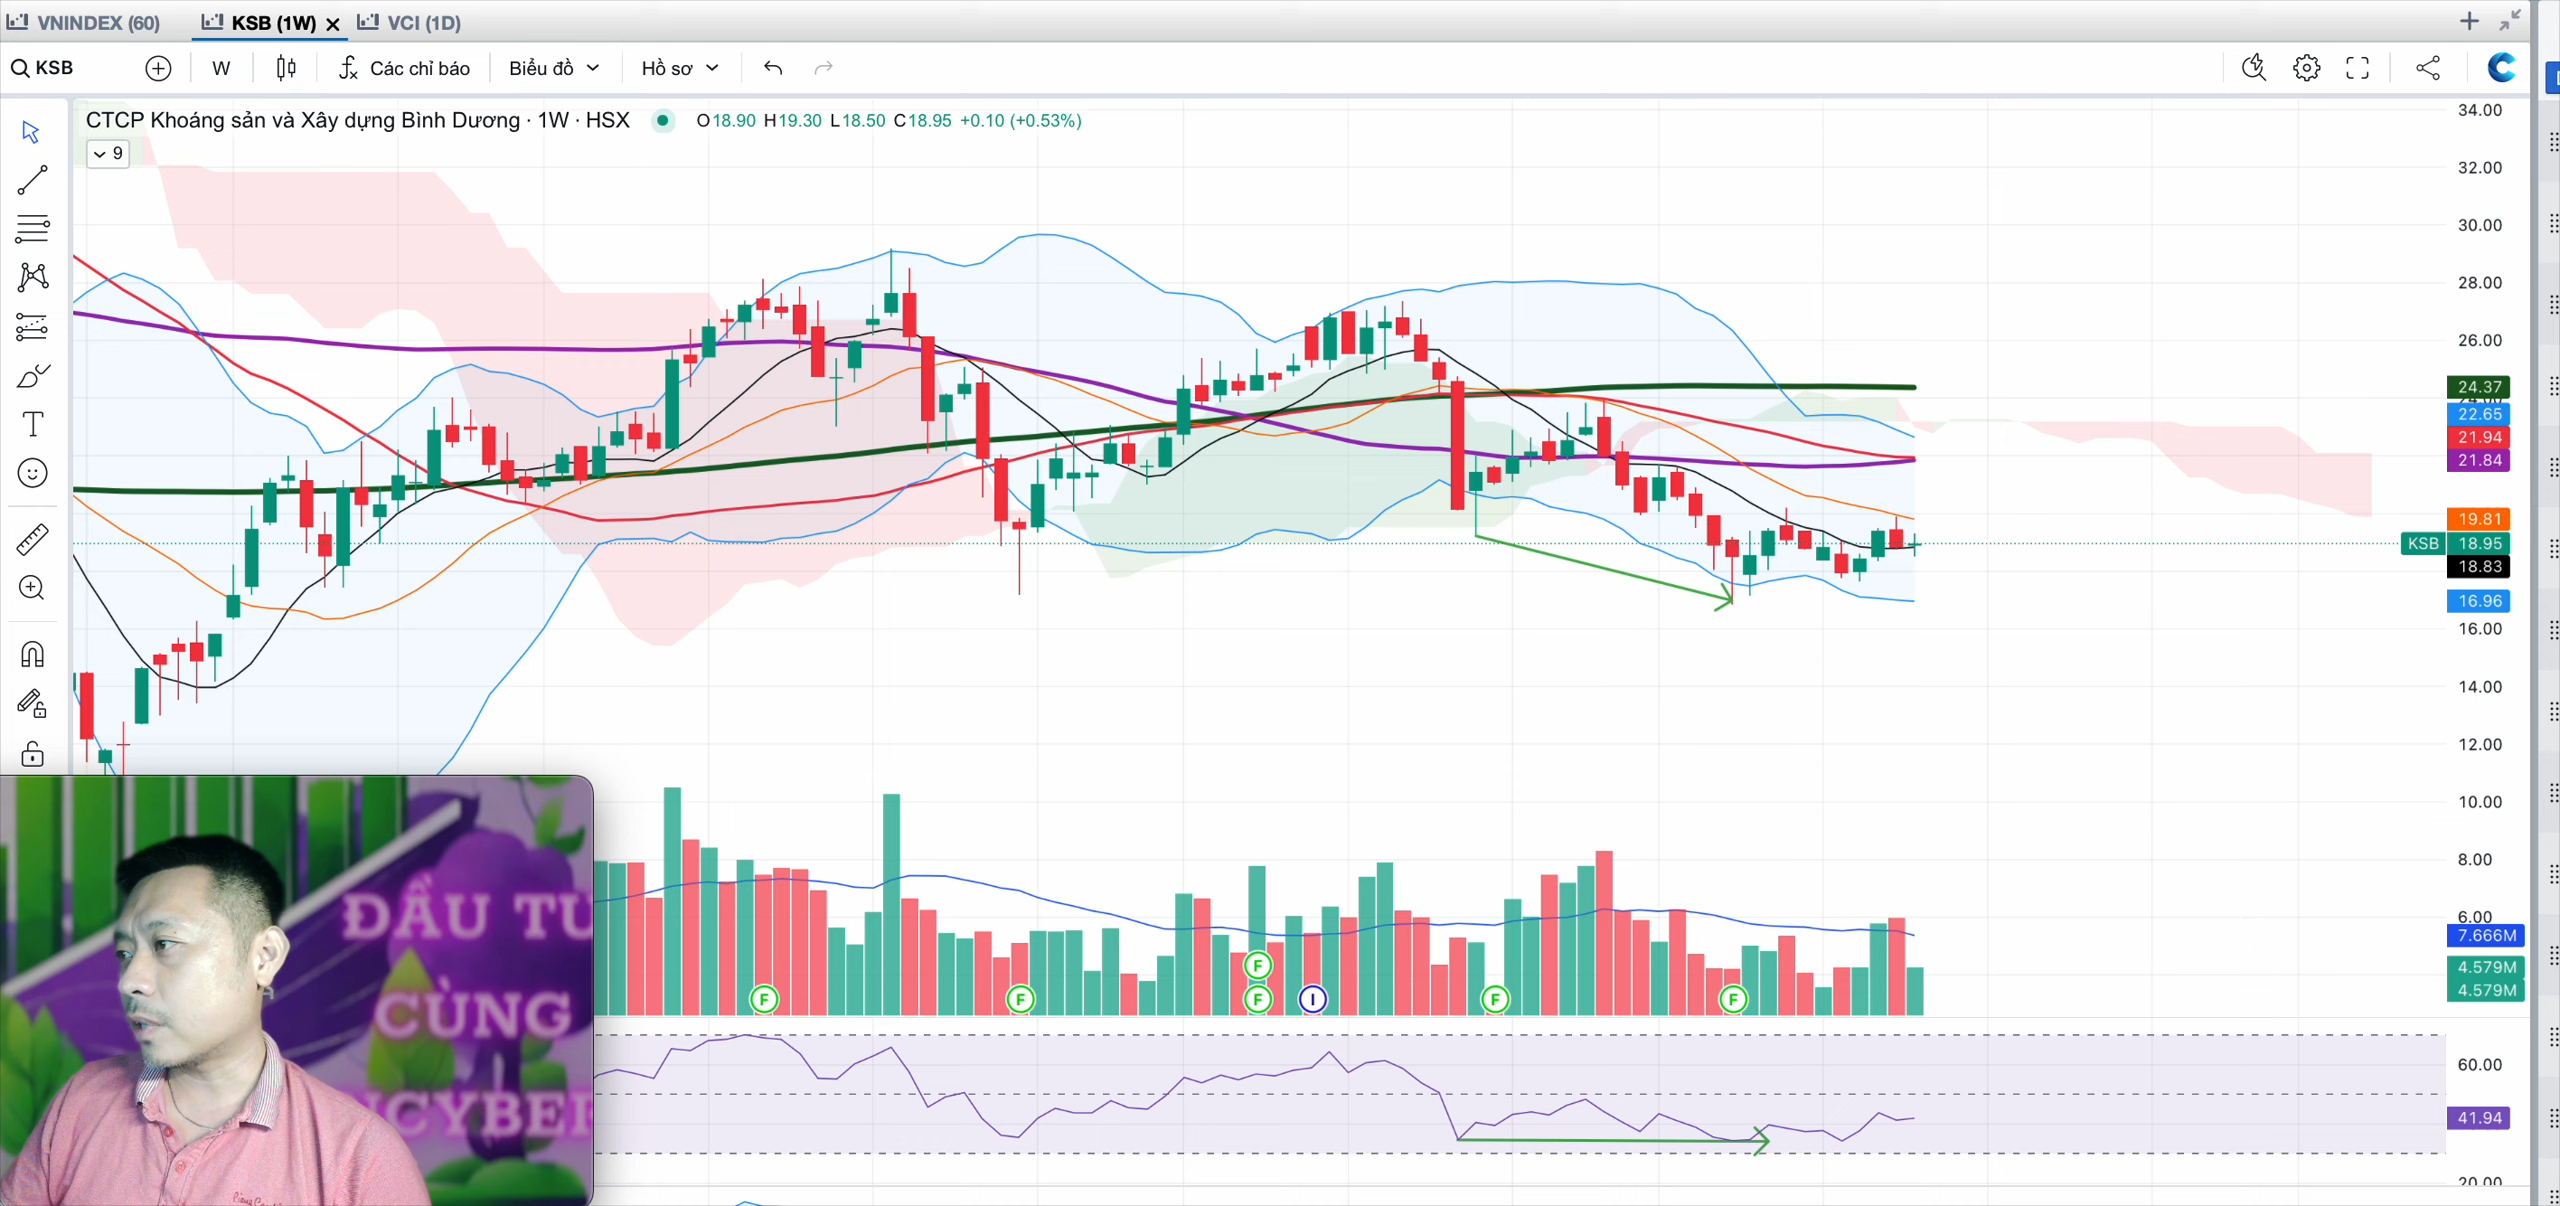 VNINDEX (60) KSB (1W) VCI (1D)
KSB W Các chỉ báo Biểu đồ Hồ sơ
CTCP Khoáng sản và Xây dựng Bình Dương · 1W · HSX O18.90 H19.30 L18.50 C18.95 +0.10 (+0.53%)
9
34.00
32.00
30.00
28.00
26.00
24.37
22.65
21.94
21.84
19.81
KSB 18.95
18.83
16.96
16.00
14.00
12.00
10.00
8.00
6.00
7.666M
4.579M
4.579M
F
F F F I F F
60.00
41.94
20.00
ĐẦU TƯ
CÙNG
NCYBER